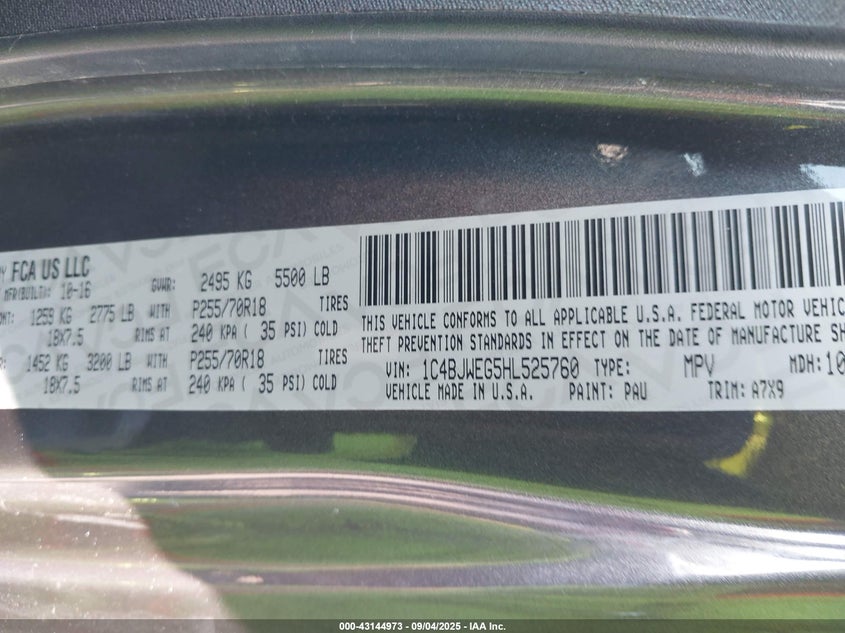 FCA US LLC
MFR(BUILT): 10-16 GVWR: 2495 KG 5500 LB
1259 KG 2775 LB WITH P255/70R18 TIRES
18X7.5 RIMS AT 240 KPA ( 35 PSI) COLD
1452 KG 3200 LB WITH P255/70R18 TIRES
18X7.5 RIMS AT 240 KPA ( 35 PSI) COLD
THIS VEHICLE CONFORMS TO ALL APPLICABLE U.S.A. FEDERAL MOTOR VEHIC
THEFT PREVENTION STANDARDS IN EFFECT ON THE DATE OF MANUFACTURE SH
VIN: 1C4BJWEG5HL525760 TYPE: MPV MDH: 10
VEHICLE MADE IN U.S.A. PAINT: PAU TRIM: A7X9
000-43144973 - 09/04/2025 - IAA Inc.